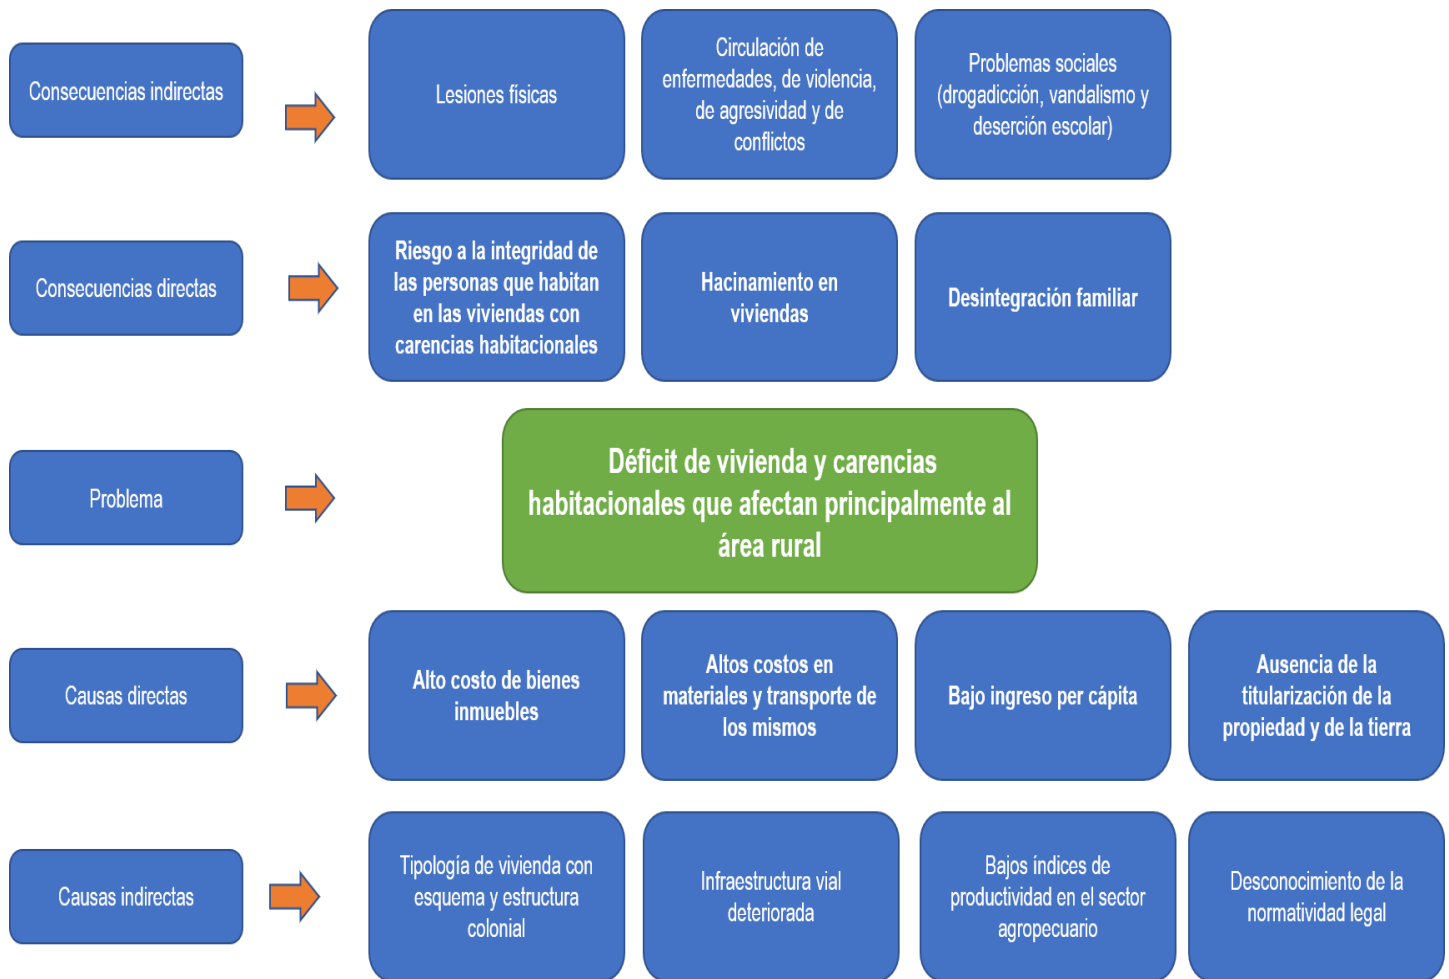 Consecuencias indirectas
Lesiones físicas
Circulación de
enfermedades, de violencia,
de agresividad y de
conflictos
Problemas sociales
(drogadicción, vandalismo y
deserción escolar)
Consecuencias directas
Riesgo a la integridad de
las personas que habitan
en las viviendas con
carencias habitacionales
Hacinamiento en
viviendas
Desintegración familiar
Problema
Déficit de vivienda y carencias
habitacionales que afectan principalmente al
área rural
Causas directas
Alto costo de bienes
inmuebles
Altos costos en
materiales y transporte de
los mismos
Bajo ingreso per cápita
Ausencia de la
titularización de la
propiedad y de la tierra
Causas indirectas
Tipología de vivienda con
esquema y estructura
colonial
Infraestructura vial
deteriorada
Bajos índices de
productividad en el sector
agropecuario
Desconocimiento de la
normatividad legal